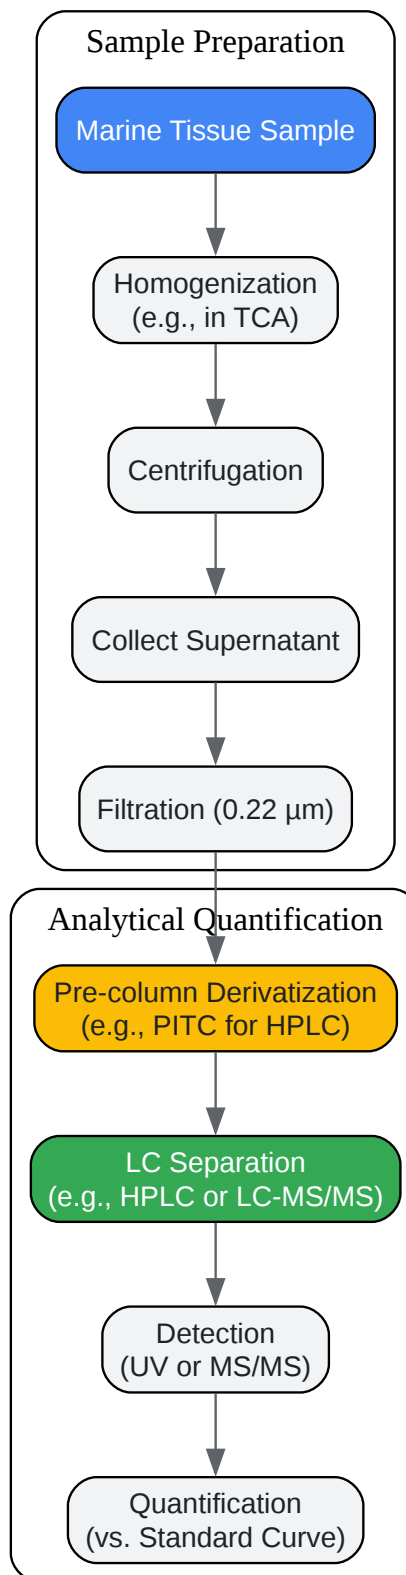 Sample Preparation
Marine Tissue Sample
Homogenization
(e.g., in TCA)
Centrifugation
Collect Supernatant
Filtration (0.22 µm)
Analytical Quantification
Pre-column Derivatization
(e.g., PITC for HPLC)
LC Separation
(e.g., HPLC or LC-MS/MS)
Detection
(UV or MS/MS)
Quantification
(vs. Standard Curve)